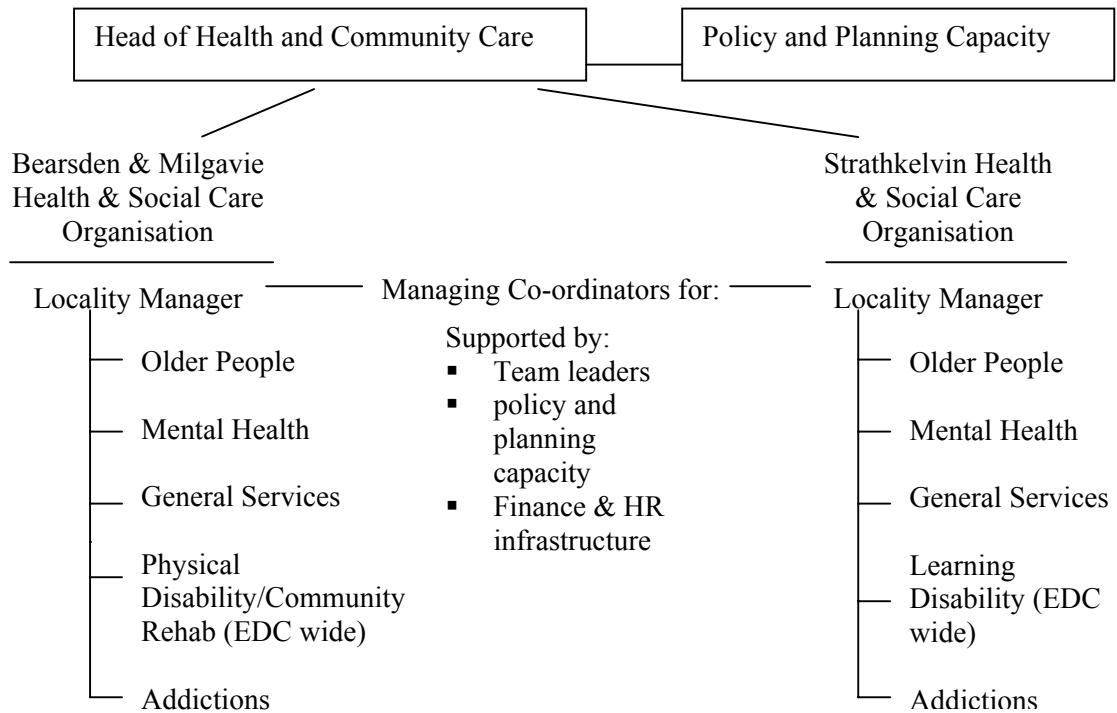 Head of Health and Community Care
Policy and Planning Capacity
Bearsden & Milgavie
Health & Social Care
Organisation
Strathkelvin Health
& Social Care
Organisation
Locality Manager
Managing Co-ordinators for:
Locality Manager
Older People
Mental Health
General Services
Physical
Disability/Community
Rehab (EDC wide)
Addictions
Supported by:
▪ Team leaders
▪ policy and
planning
capacity
▪ Finance & HR
infrastructure
Older People
Mental Health
General Services
Learning
Disability (EDC
wide)
Addictions